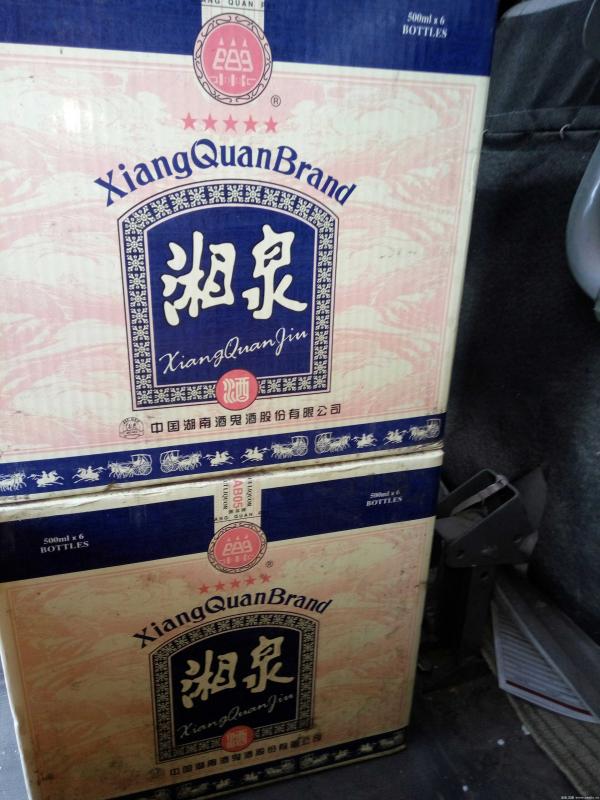 500ml x 6
BOTTLES
XiangQuanBrand
湘泉
XiangQuanJiu
酒
中国湖南酒鬼酒股份有限公司
500ml x 6
BOTTLES
500ml x 6
BOTTLES
XiangQuanBrand
湘泉
XiangQuanJiu
酒
中国湖南酒鬼酒股份有限公司